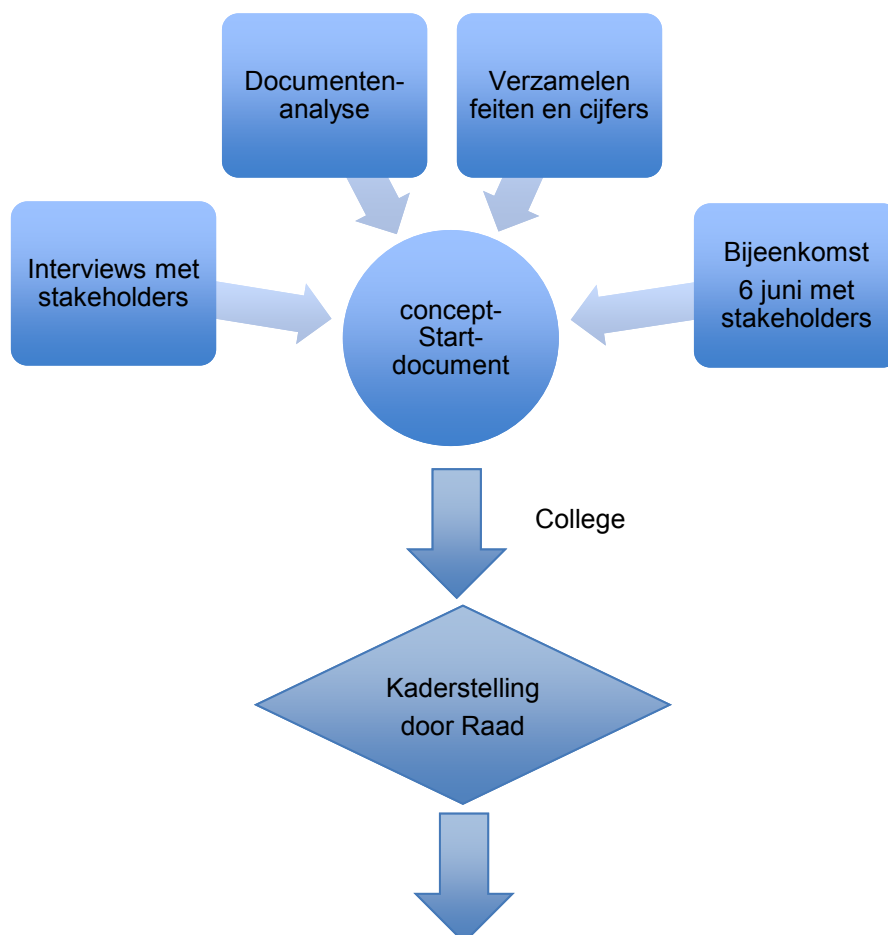 Documenten-
analyse
Verzamelen
feiten en cijfers
Interviews met
stakeholders
Bijeenkomst
6 juni met
stakeholders
concept-
Start-
document
College
Kaderstelling
door Raad